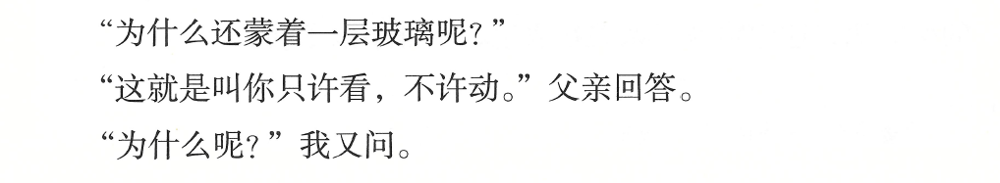 “为什么还蒙着一层玻璃呢？”
“这就是叫你只许看，不许动。”父亲回答。
“为什么呢？”我又问。